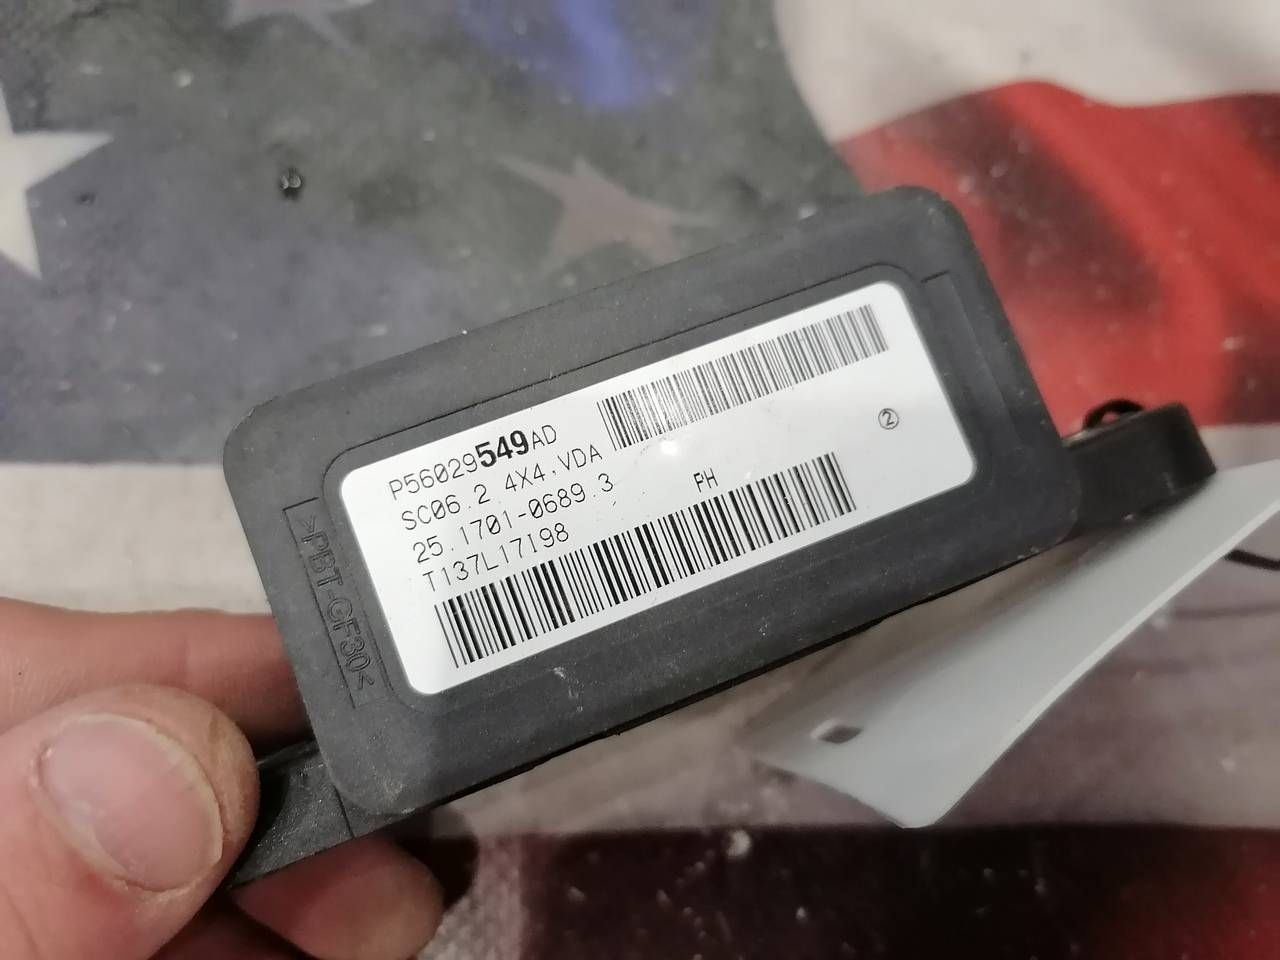 P56029549AD
SC06.2 4X4.VDA
25.1701-0689.3
PH
T137L17198
②
>PBT-GF30<